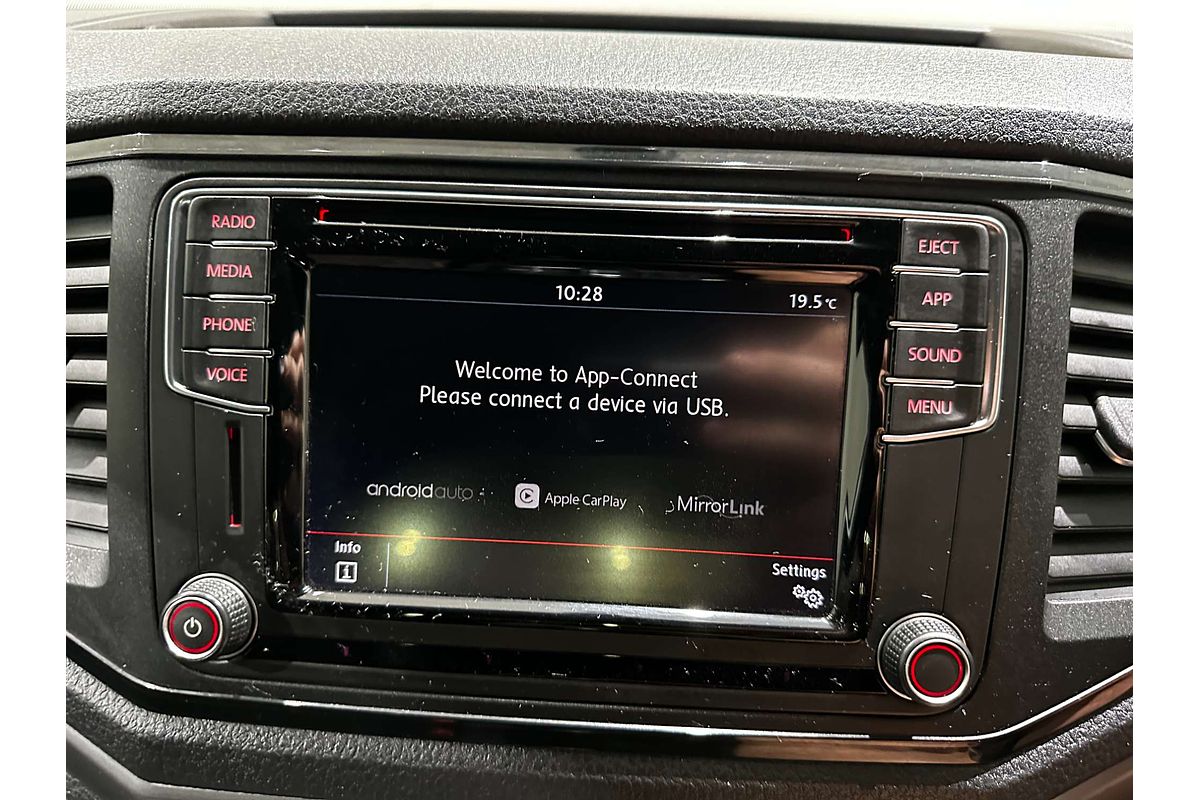 RADIO
MEDIA
PHONE
VOICE
EJECT
APP
SOUND
MENU
10:28
19.5°C
Welcome to App-Connect
Please connect a device via USB.
androidauto
Apple CarPlay
MirrorLink
Info
Settings